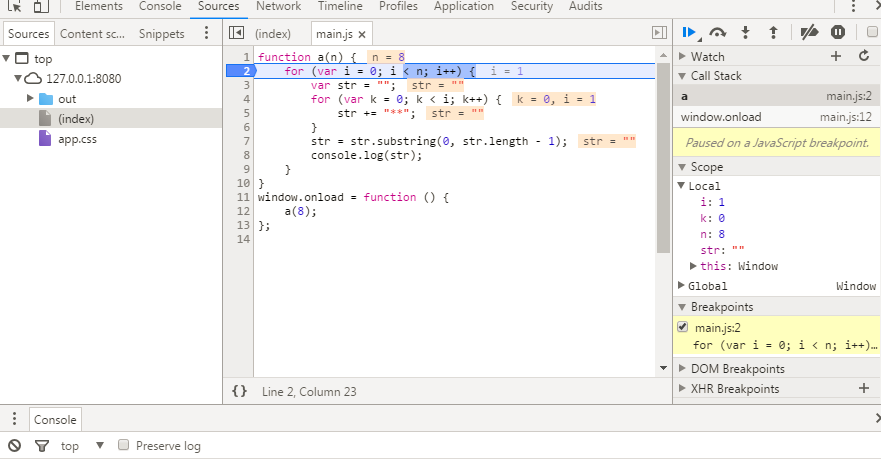 Elements Console Sources Network Timeline Profiles Application Security Audits
Sources Content sc... Snippets
(index) main.js ×
top
127.0.0.1:8080
out
(index)
app.css
1 function a(n) { n = 8
2 for (var i = 0; i < n; i++) { i = 1
3 var str = ""; str = ""
4 for (var k = 0; k < i; k++) { k = 0, i = 1
5 str += "**"; str = ""
6 }
7 str = str.substring(0, str.length - 1); str = ""
8 console.log(str);
9 }
10 }
11 window.onload = function () {
12 a(8);
13 };
14
{} Line 2, Column 23
Watch
Call Stack
a main.js:2
window.onload main.js:12
Paused on a JavaScript breakpoint.
Scope
Local
i: 1
k: 0
n: 8
str: ""
this: Window
Global Window
Breakpoints
main.js:2
for (var i = 0; i < n; i++)…
DOM Breakpoints
XHR Breakpoints
Console
top Preserve log